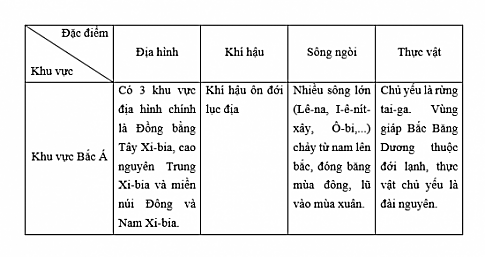 Đặc điểm
Khu vực
Địa hình
Khí hậu
Sông ngòi
Thực vật
Khu vực Bắc Á
Có 3 khu vực
địa hình chính
là Đồng bằng
Tây Xi-bia, cao
nguyên Trung
Xi-bia và miền
núi Đông và
Nam Xi-bia.
Khí hậu ôn đới
lục địa
Nhiều sông lớn
(Lê-na, I-ê-nít-
xây, Ô-bi,...)
chảy từ nam lên
bắc, đóng băng
mùa đông, lũ
vào mùa xuân.
Chủ yếu là rừng
tai-ga. Vùng
giáp Bắc Băng
Dương thuộc
đới lạnh, thực
vật chủ yếu là
đài nguyên.